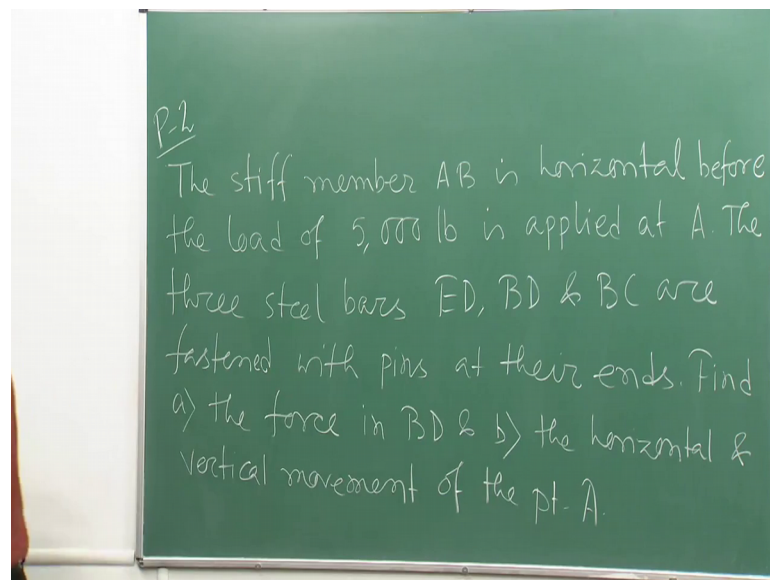 P-2
The stiff member AB is horizontal before
the load of 5,000 lb is applied at A. The
three steel bars ED, BD & BC are
fastened with pins at their ends. Find
a) the force in BD & b) the horizontal &
vertical movement of the pt. A.